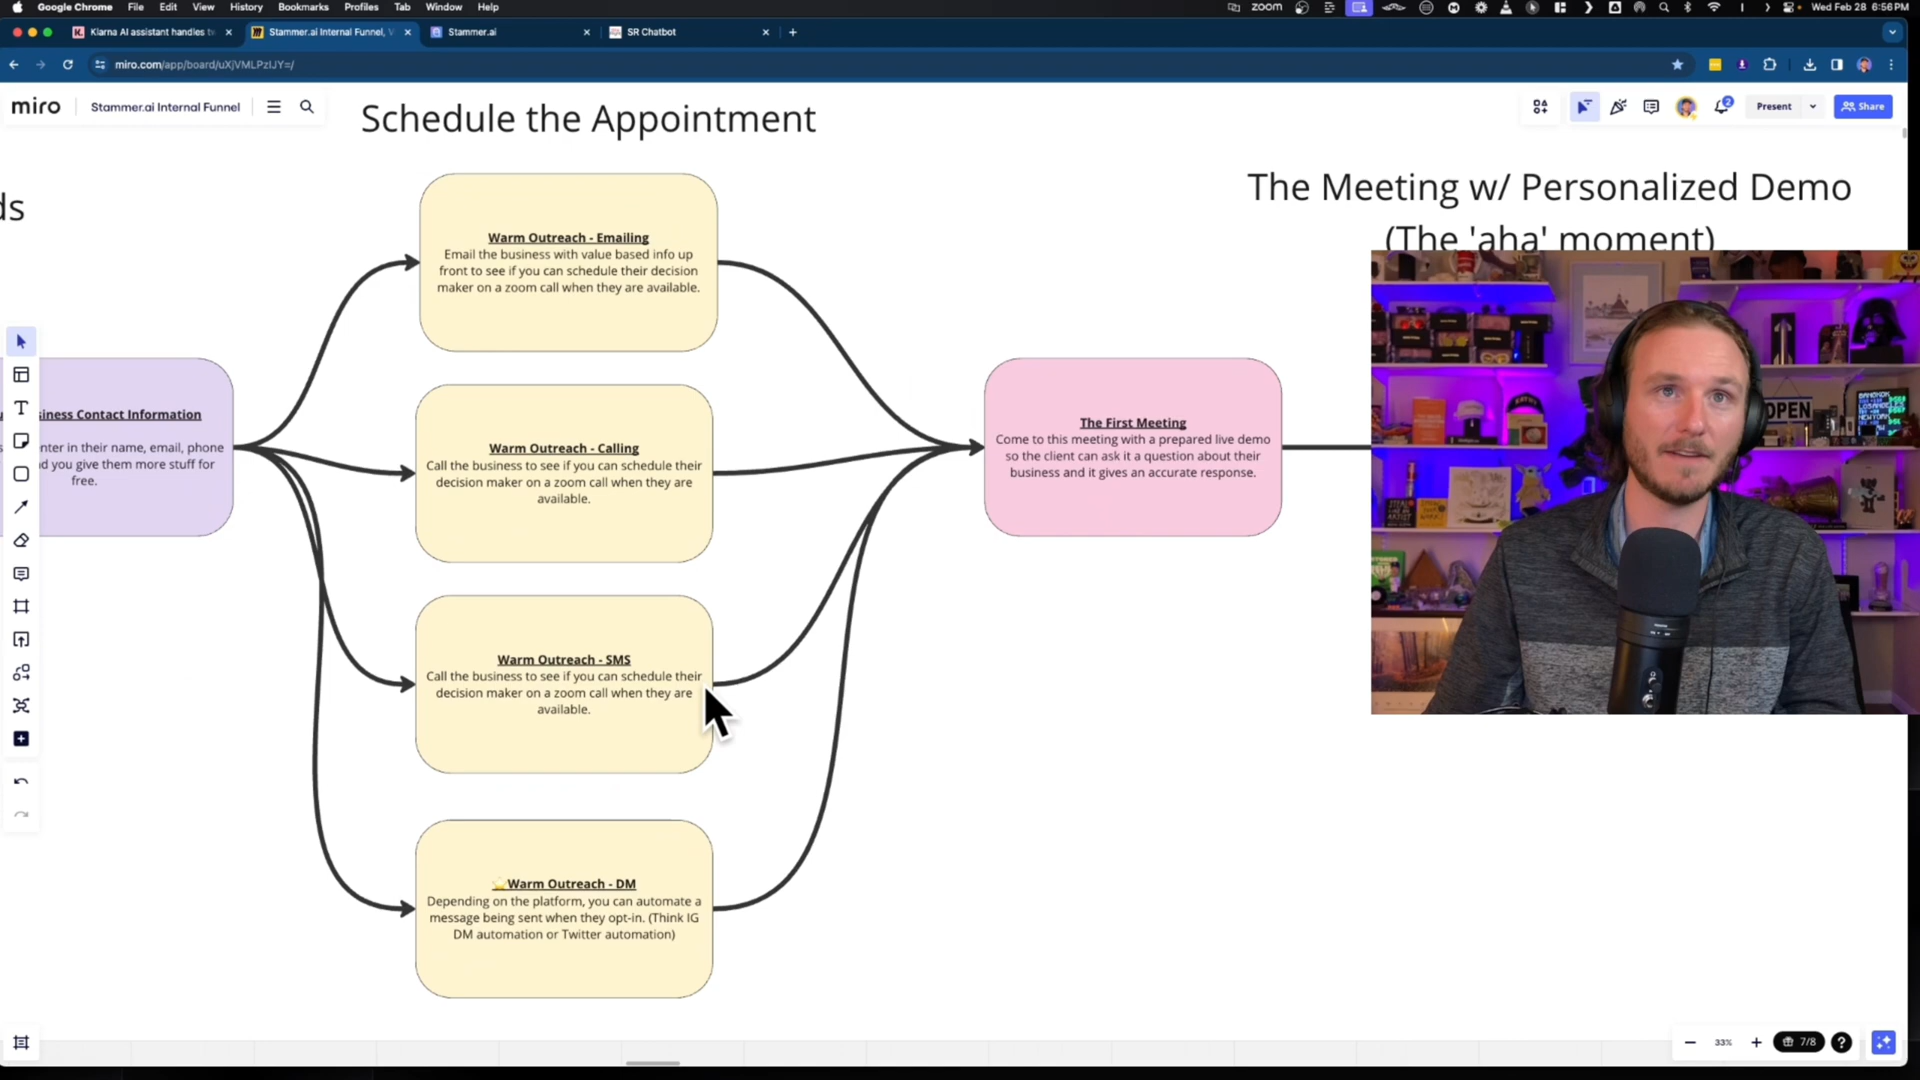 Google Chrome File Edit View History Bookmarks Profiles Tab Window Help
zoom
Wed Feb 28 6:56 PM
Klarna AI assistant handles
Stammer.ai Internal Funnel,
Stammer.ai
SR Chatbot
miro.com/app/board/uXjVMLPzIJY=/
miro
Stammer.ai Internal Funnel
2
Present
Share
Schedule the Appointment
ds
The Meeting w/ Personalized Demo
(The 'aha' moment)
Warm Outreach - Emailing
Email the business with value based info up
front to see if you can schedule their decision
maker on a zoom call when they are available.
siness Contact Information
nter in their name, email, phone
d you give them more stuff for
free.
Warm Outreach - Calling
Call the business to see if you can schedule their
decision maker on a zoom call when they are
available.
The First Meeting
Come to this meeting with a prepared live demo
so the client can ask it a question about their
business and it gives an accurate response.
Warm Outreach - SMS
Call the business to see if you can schedule their
decision maker on a zoom call when they are
available.
Warm Outreach - DM
Depending on the platform, you can automate a
message being sent when they opt-in. (Think IG
DM automation or Twitter automation)
OPEN
BANGKOK
33%
7/8